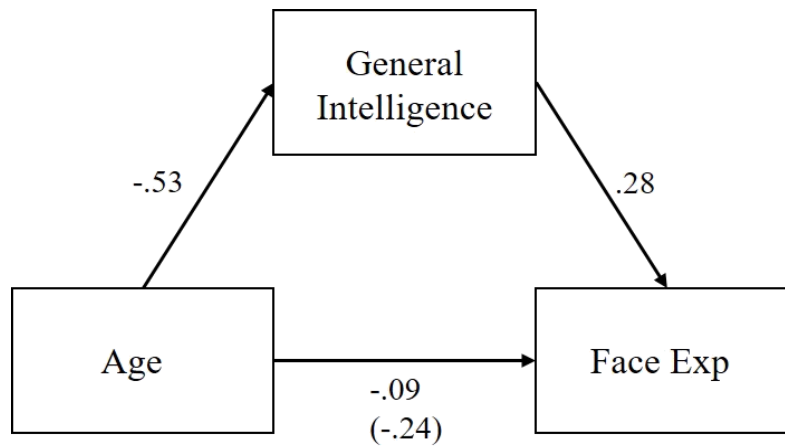 General
Intelligence
-.53
.28
Age
Face Exp
-.09
(-.24)